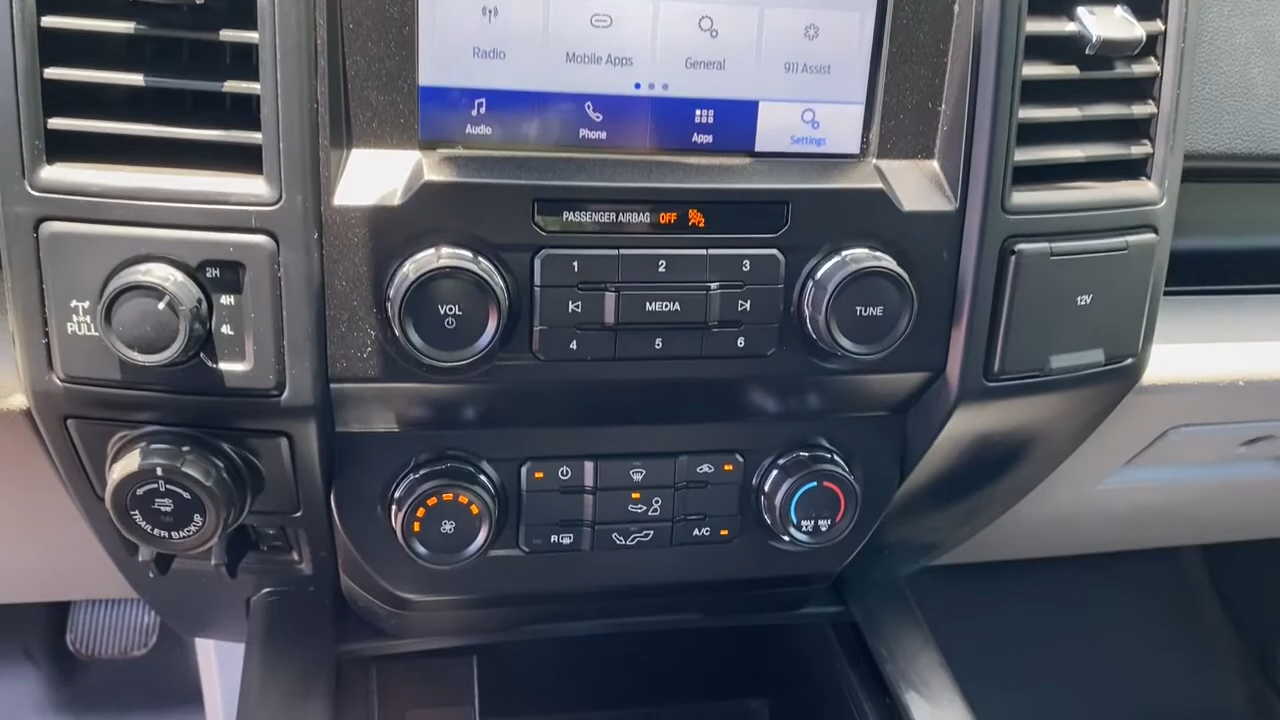 Radio
Mobile Apps
General
911 Assist
Audio
Phone
Apps
Settings
PASSENGER AIRBAG OFF
2
1
2
3
2H
4H
4L
PULL
VOL
MEDIA
TUNE
12V
4
5
6
TRAILER BACKUP
R
A/C
MAX A/C
MAX